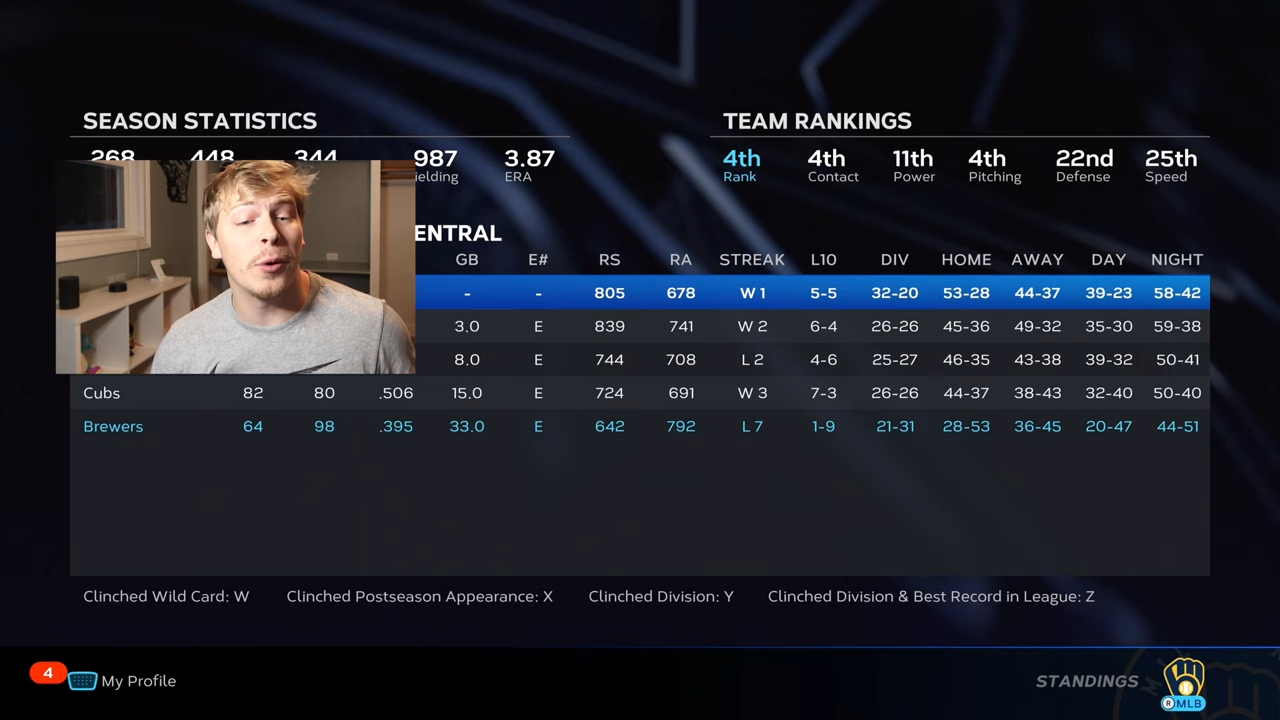 SEASON STATISTICS
TEAM RANKINGS
268 448 344 987 3.87
ERA
4th 4th 11th 4th 22nd 25th
Rank Contact Power Pitching Defense Speed
GB E# RS RA STREAK L10 DIV HOME AWAY DAY NIGHT
- - 805 678 W 1 5-5 32-20 53-28 44-37 39-23 58-42
3.0 E 839 741 W 2 6-4 26-26 45-36 49-32 35-30 59-38
8.0 E 744 708 L 2 4-6 25-27 46-35 43-38 39-32 50-41
Cubs 82 80 .506 15.0 E 724 691 W 3 7-3 26-26 44-37 38-43 32-40 50-40
Brewers 64 98 .395 33.0 E 642 792 L 7 1-9 21-31 28-53 36-45 20-47 44-51
Clinched Wild Card: W Clinched Postseason Appearance: X Clinched Division: Y Clinched Division & Best Record in League: Z
4 My Profile
STANDINGS
R MLB